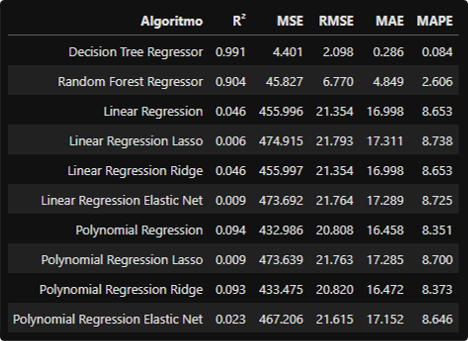 Algoritmo R² MSE RMSE MAE MAPE
Decision Tree Regressor 0.991 4.401 2.098 0.286 0.084
Random Forest Regressor 0.904 45.827 6.770 4.849 2.606
Linear Regression 0.046 455.996 21.354 16.998 8.653
Linear Regression Lasso 0.006 474.915 21.793 17.311 8.738
Linear Regression Ridge 0.046 455.997 21.354 16.998 8.653
Linear Regression Elastic Net 0.009 473.692 21.764 17.289 8.725
Polynomial Regression 0.094 432.986 20.808 16.458 8.351
Polynomial Regression Lasso 0.009 473.639 21.763 17.285 8.700
Polynomial Regression Ridge 0.093 433.475 20.820 16.472 8.373
Polynomial Regression Elastic Net 0.023 467.206 21.615 17.152 8.646